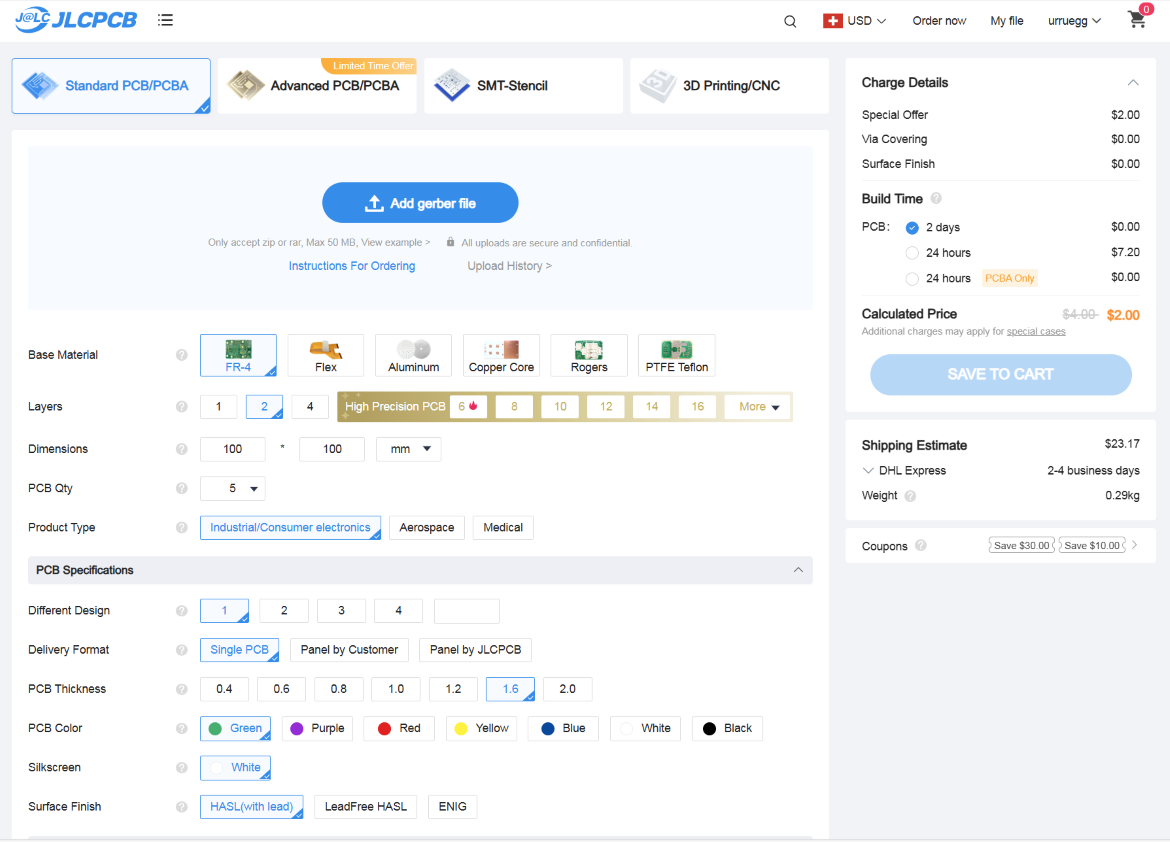 J@LC JLCPCB
USD
Order now
My file
urruegg
0
Standard PCB/PCBA
Limited Time Offer
Advanced PCB/PCBA
SMT-Stencil
3D Printing/CNC
Add gerber file
Only accept zip or rar, Max 50 MB, View example >
All uploads are secure and confidential.
Instructions For Ordering
Upload History >
Base Material ? FR-4 Flex Aluminum Copper Core Rogers PTFE Teflon
Layers ? 1 2 4 High Precision PCB 6 8 10 12 14 16 More
Dimensions ? 100 * 100 mm
PCB Qty ? 5
Product Type ? Industrial/Consumer electronics Aerospace Medical
PCB Specifications
Different Design ? 1 2 3 4
Delivery Format ? Single PCB Panel by Customer Panel by JLCPCB
PCB Thickness ? 0.4 0.6 0.8 1.0 1.2 1.6 2.0
PCB Color ? Green Purple Red Yellow Blue White Black
Silkscreen ? White
Surface Finish ? HASL(with lead) LeadFree HASL ENIG
Charge Details
Special Offer $2.00
Via Covering $0.00
Surface Finish $0.00
Build Time ?
PCB: 2 days $0.00
24 hours $7.20
24 hours PCBA Only $0.00
Calculated Price $4.00 $2.00
Additional charges may apply for special cases
SAVE TO CART
Shipping Estimate $23.17
DHL Express 2-4 business days
Weight ? 0.29kg
Coupons ? Save $30.00 Save $10.00 >